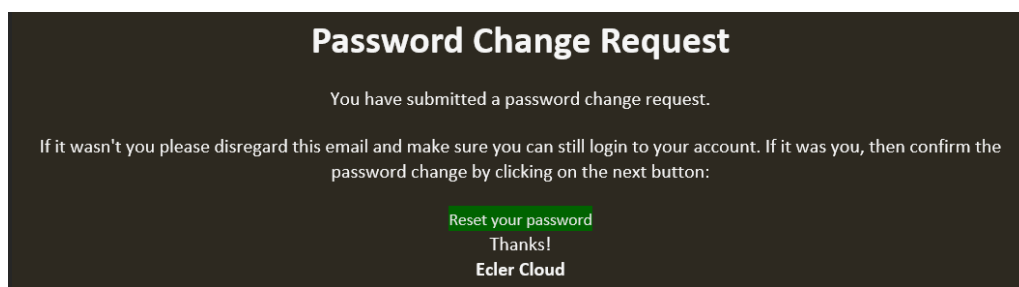 Password Change Request
You have submitted a password change request.
If it wasn't you please disregard this email and make sure you can still login to your account. If it was you, then confirm the
password change by clicking on the next button:
Reset your password
Thanks!
Ecler Cloud